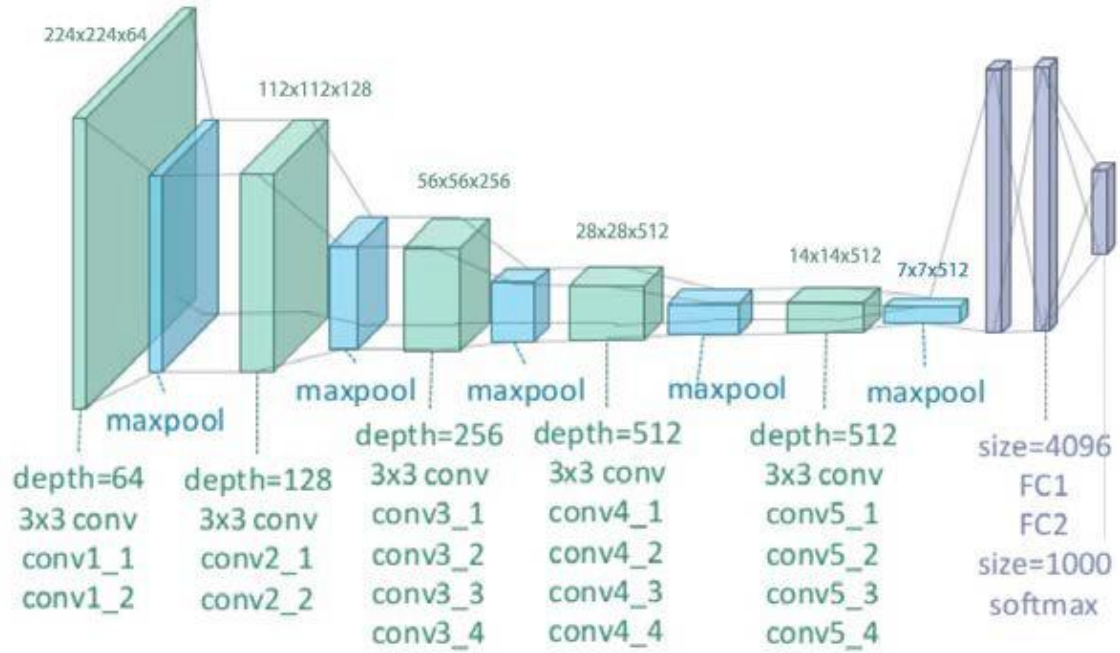 224x224x64
112x112x128
56x56x256
28x28x512
14x14x512
7x7x512
maxpool
maxpool
maxpool
maxpool
maxpool
depth=64
3x3 conv
conv1_1
conv1_2
depth=128
3x3 conv
conv2_1
conv2_2
depth=256
3x3 conv
conv3_1
conv3_2
conv3_3
conv3_4
depth=512
3x3 conv
conv4_1
conv4_2
conv4_3
conv4_4
depth=512
3x3 conv
conv5_1
conv5_2
conv5_3
conv5_4
size=4096
FC1
FC2
size=1000
softmax